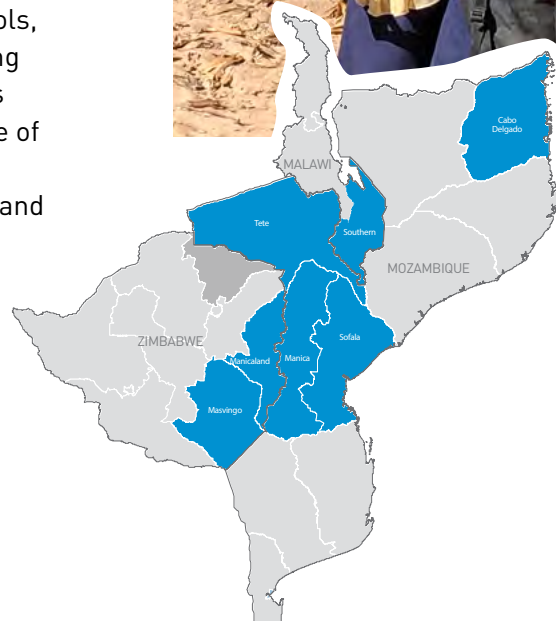 ols,
ng
s
e of
and
Cabo
Delgado
MALAWI
Tete
Southern
MOZAMBIQUE
ZIMBABWE
Sofala
Manicaland
Manica
Masvingo